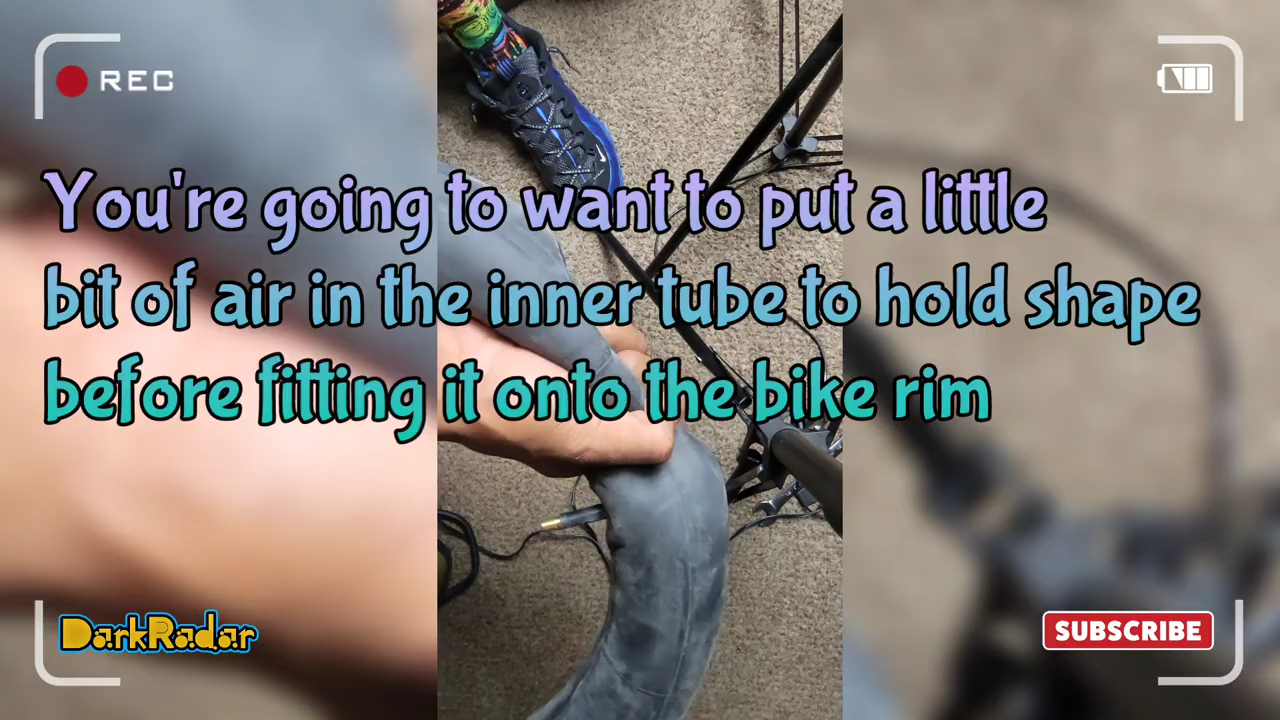 REC
You're going to want to put a little
bit of air in the inner tube to hold shape
before fitting it onto the bike rim
DarkRadar
SUBSCRIBE